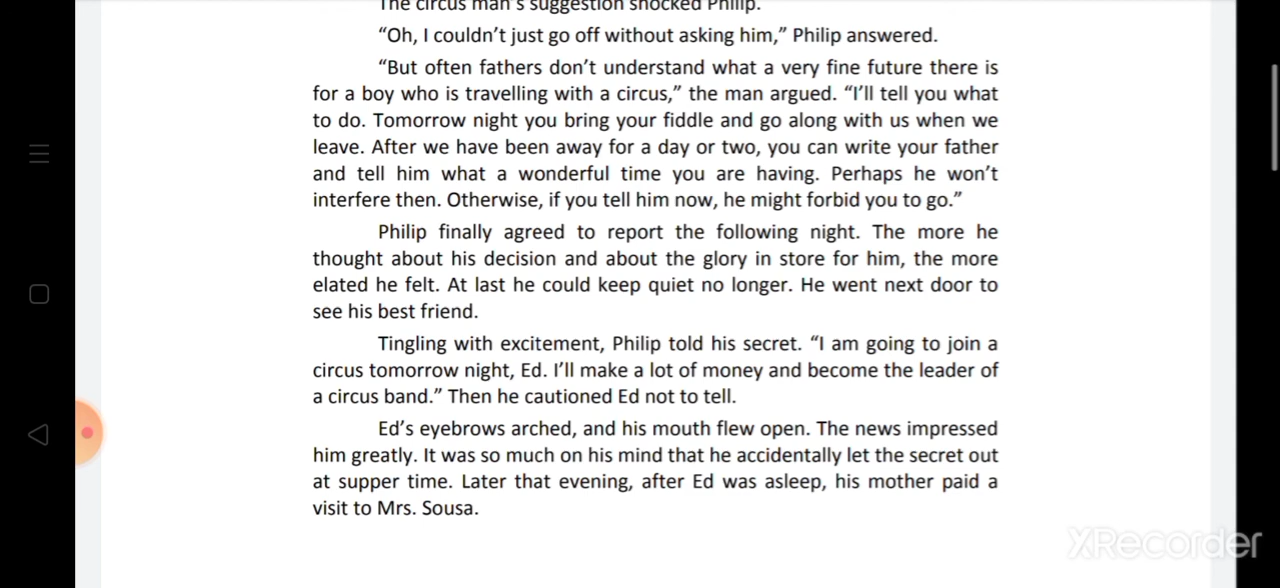 The circus man's suggestion shocked Philip.
“Oh, I couldn’t just go off without asking him,” Philip answered.
“But often fathers don’t understand what a very fine future there is
for a boy who is travelling with a circus,” the man argued. “I’ll tell you what
to do. Tomorrow night you bring your fiddle and go along with us when we
leave. After we have been away for a day or two, you can write your father
and tell him what a wonderful time you are having. Perhaps he won’t
interfere then. Otherwise, if you tell him now, he might forbid you to go.”
Philip finally agreed to report the following night. The more he
thought about his decision and about the glory in store for him, the more
elated he felt. At last he could keep quiet no longer. He went next door to
see his best friend.
Tingling with excitement, Philip told his secret. “I am going to join a
circus tomorrow night, Ed. I’ll make a lot of money and become the leader of
a circus band.” Then he cautioned Ed not to tell.
Ed’s eyebrows arched, and his mouth flew open. The news impressed
him greatly. It was so much on his mind that he accidentally let the secret out
at supper time. Later that evening, after Ed was asleep, his mother paid a
visit to Mrs. Sousa.
XRecorder